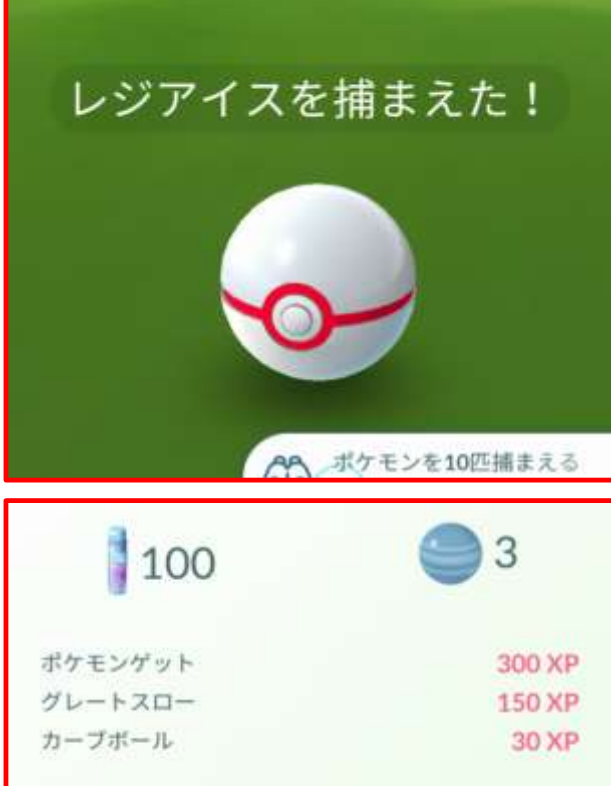 レジアイスを捕まえた！
ポケモンを10匹捕まえる
100 3
ポケモンゲット 300 XP
グレートスロー 150 XP
カーブボール 30 XP